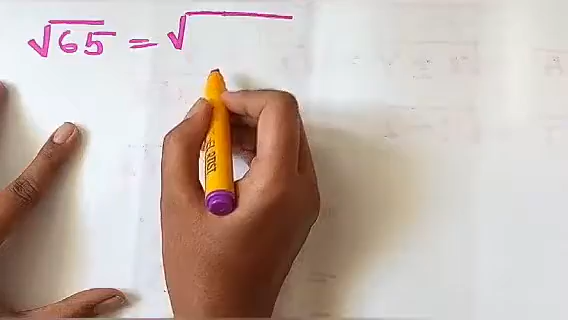 √65 = √